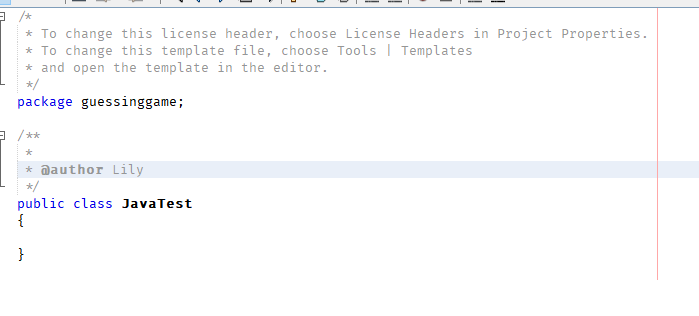 /*
* To change this license header, choose License Headers in Project Properties.
* To change this template file, choose Tools | Templates
* and open the template in the editor.
*/
package guessinggame;
/**
*
* @author Lily
*/
public class JavaTest
{
}